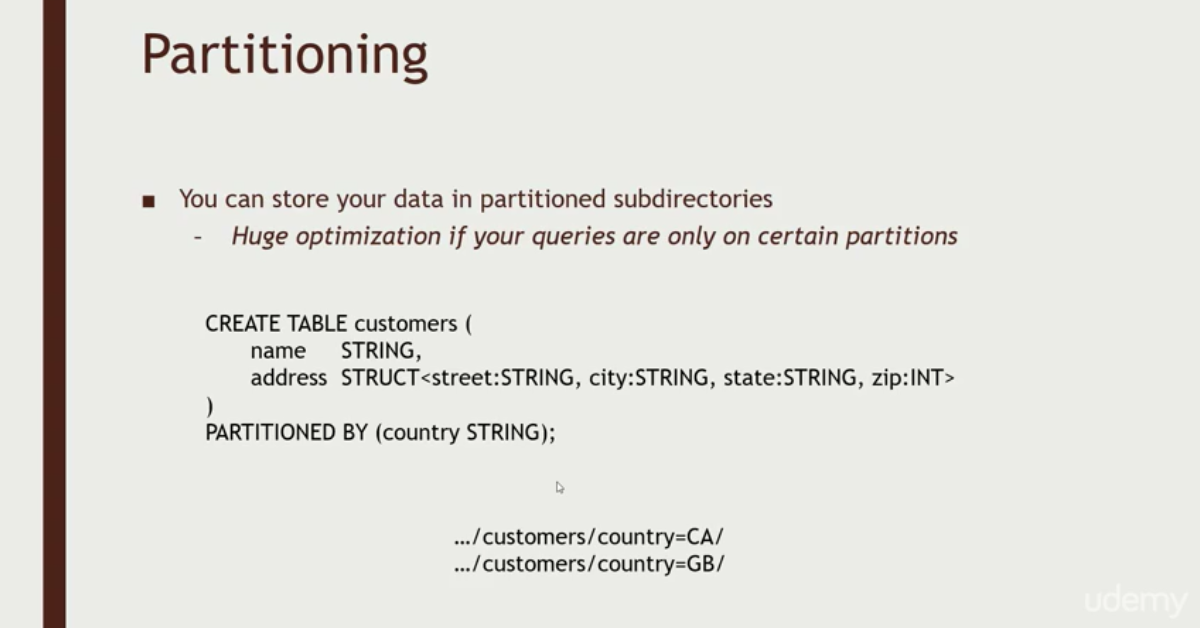 Partitioning
■ You can store your data in partitioned subdirectories
- Huge optimization if your queries are only on certain partitions
CREATE TABLE customers (
name STRING,
address STRUCT<street:STRING, city:STRING, state:STRING, zip:INT>
)
PARTITIONED BY (country STRING);
.../customers/country=CA/
.../customers/country=GB/
udemy